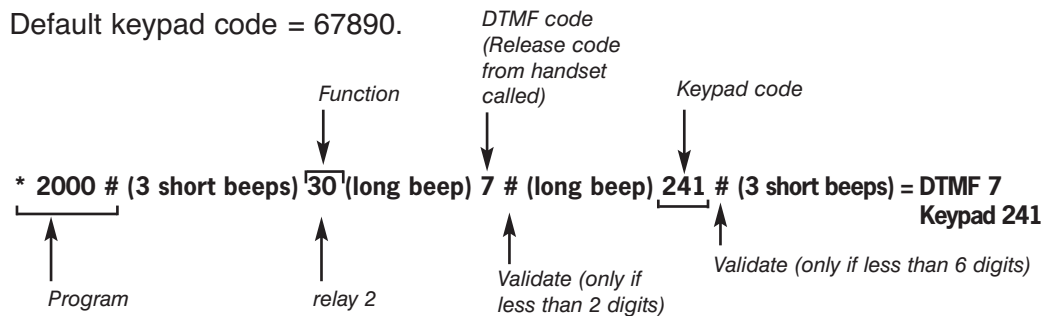 Default keypad code = 67890.
DTMF code
(Release code
from handset
called)
Function
Keypad code
* 2000 # (3 short beeps) 30 (long beep) 7 # (long beep) 241 # (3 short beeps) = DTMF 7
Keypad 241
Program
relay 2
Validate (only if
less than 2 digits)
Validate (only if less than 6 digits)